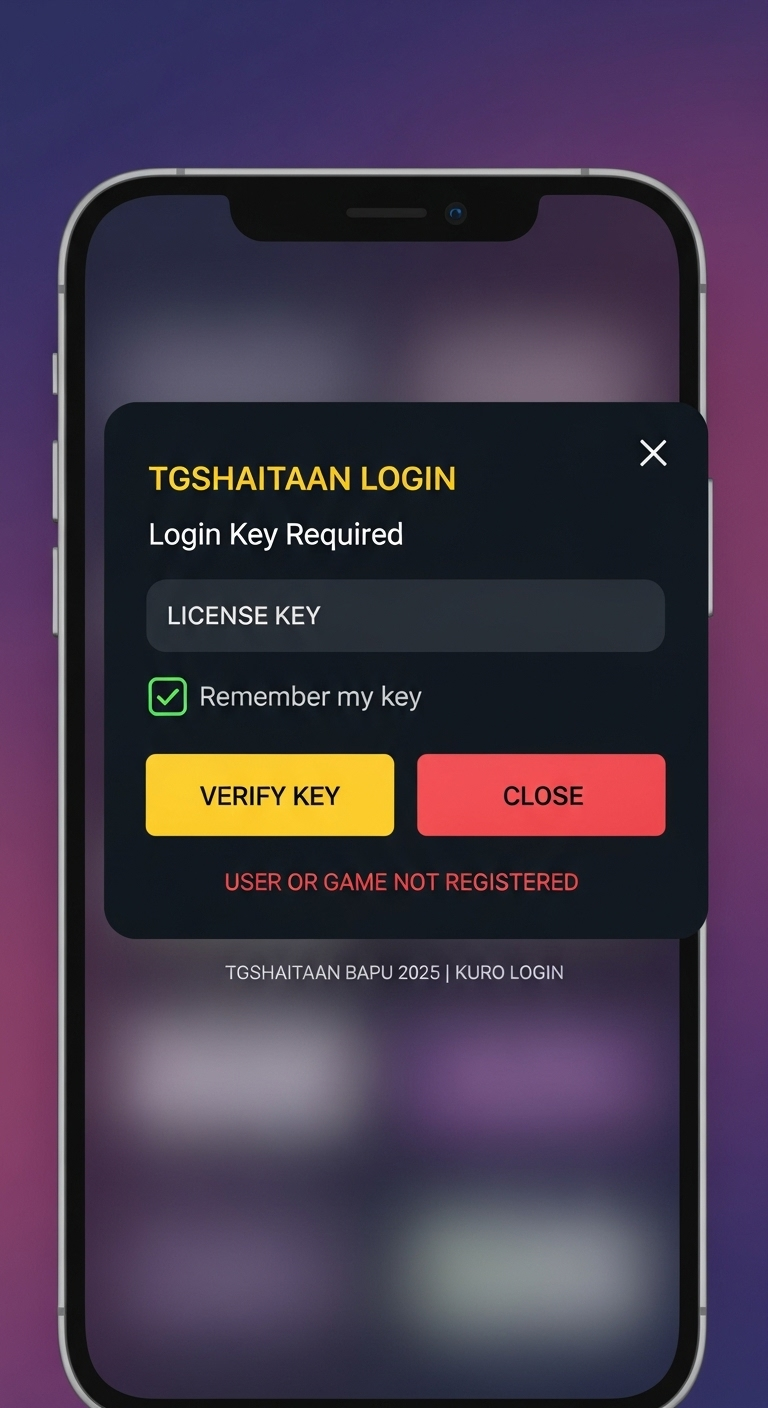 TGSHAITAAN LOGIN
Login Key Required
LICENSE KEY
Remember my key
VERIFY KEY
CLOSE
USER OR GAME NOT REGISTERED
TGSHAITAAN BAPU 2025 | KURO LOGIN